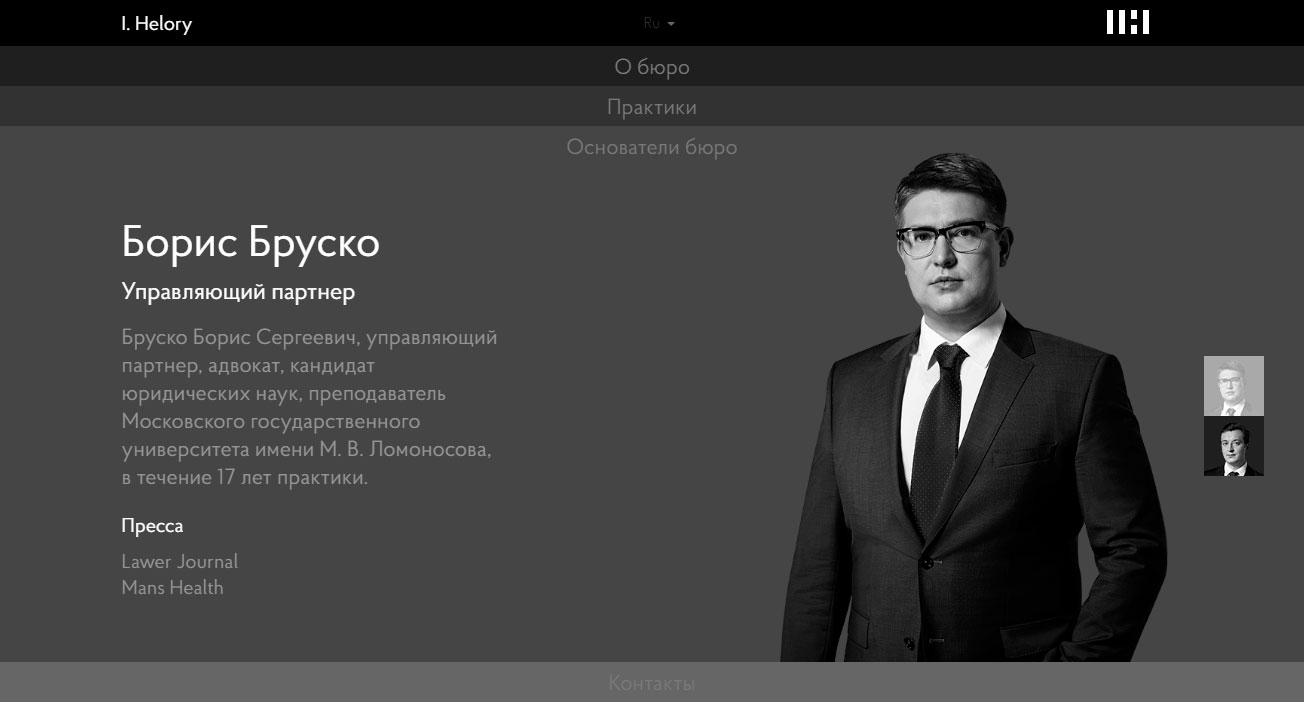 I. Helory
Ru
О бюро
Практики
Основатели бюро
Борис Бруско
Управляющий партнер
Бруско Борис Сергеевич, управляющий
партнер, адвокат, кандидат
юридических наук, преподаватель
Московского государственного
университета имени М. В. Ломоносова,
в течение 17 лет практики.
Пресса
Lawer Journal
Mans Health
Контакты